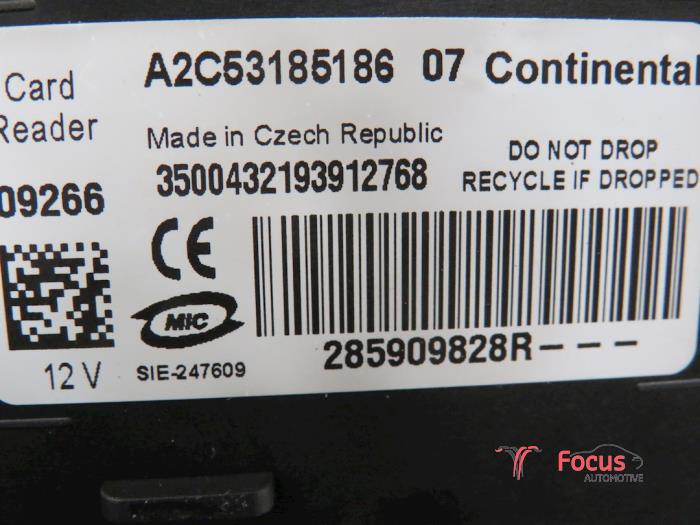 A2C53185186 07 Continental
Card
Reader
Made in Czech Republic
DO NOT DROP
RECYCLE IF DROPPED
3500432193912768
09266
CE
MIC
12 V
SIE-247609
285909828R---
Focus
AUTOMOTIVE